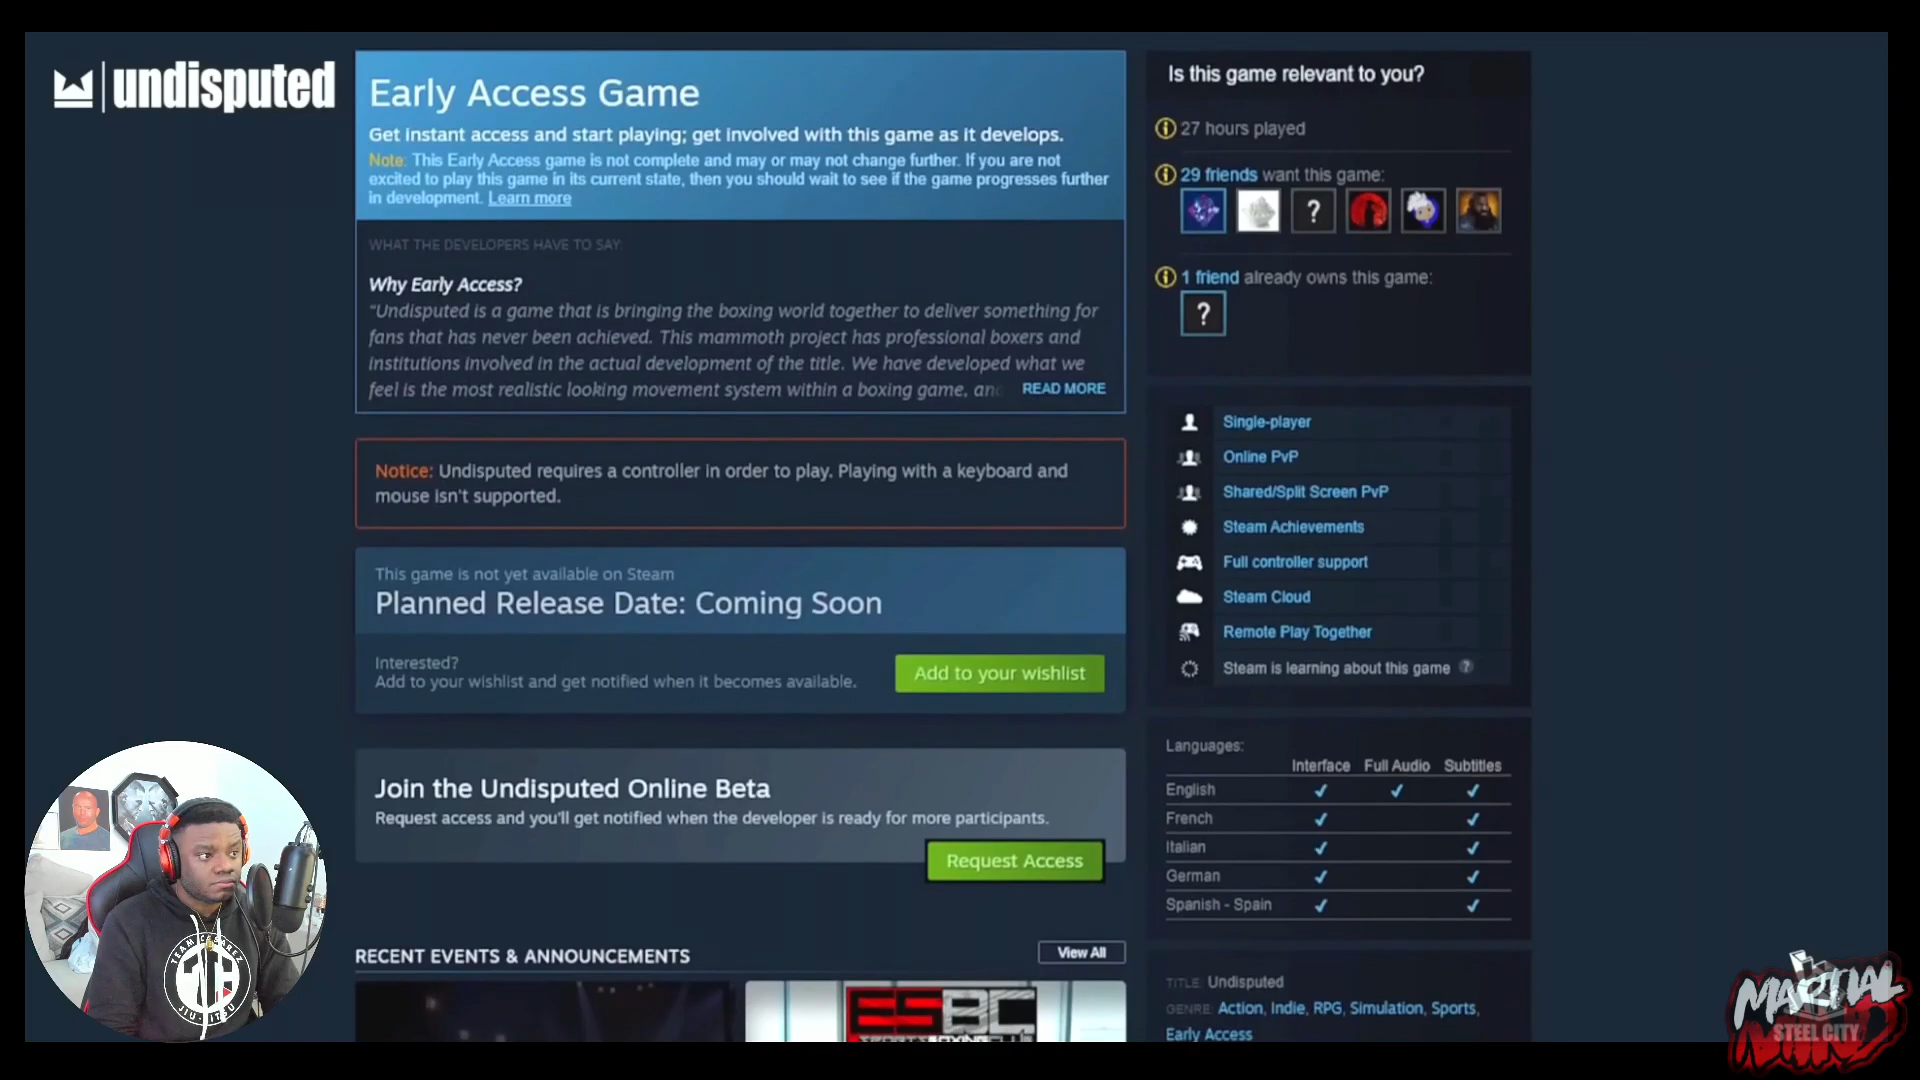 undisputed
Early Access Game
Get instant access and start playing; get involved with this game as it develops.
Note: This Early Access game is not complete and may or may not change further. If you are not
excited to play this game in its current state, then you should wait to see if the game progresses further
in development. Learn more
WHAT THE DEVELOPERS HAVE TO SAY:
Why Early Access?
“Undisputed is a game that is bringing the boxing world together to deliver something for
fans that has never been achieved. This mammoth project has professional boxers and
institutions involved in the actual development of the title. We have developed what we
feel is the most realistic looking movement system within a boxing game, and READ MORE
Notice: Undisputed requires a controller in order to play. Playing with a keyboard and
mouse isn't supported.
This game is not yet available on Steam
Planned Release Date: Coming Soon
Interested?
Add to your wishlist and get notified when it becomes available.
Add to your wishlist
Join the Undisputed Online Beta
Request access and you'll get notified when the developer is ready for more participants.
Request Access
RECENT EVENTS & ANNOUNCEMENTS
View All
ESBC
Is this game relevant to you?
27 hours played
29 friends want this game:
?
1 friend already owns this game:
?
Single-player
Online PvP
Shared/Split Screen PvP
Steam Achievements
Full controller support
Steam Cloud
Remote Play Together
Steam is learning about this game ?
Languages:
Interface Full Audio Subtitles
English ✔ ✔ ✔
French ✔ ✔
Italian ✔ ✔
German ✔ ✔
Spanish - Spain ✔ ✔
TITLE: Undisputed
GENRE: Action, Indie, RPG, Simulation, Sports,
Early Access
TEAM CASAREZ
JIU-JITSU
MARTIAL
MIND
STEEL CITY